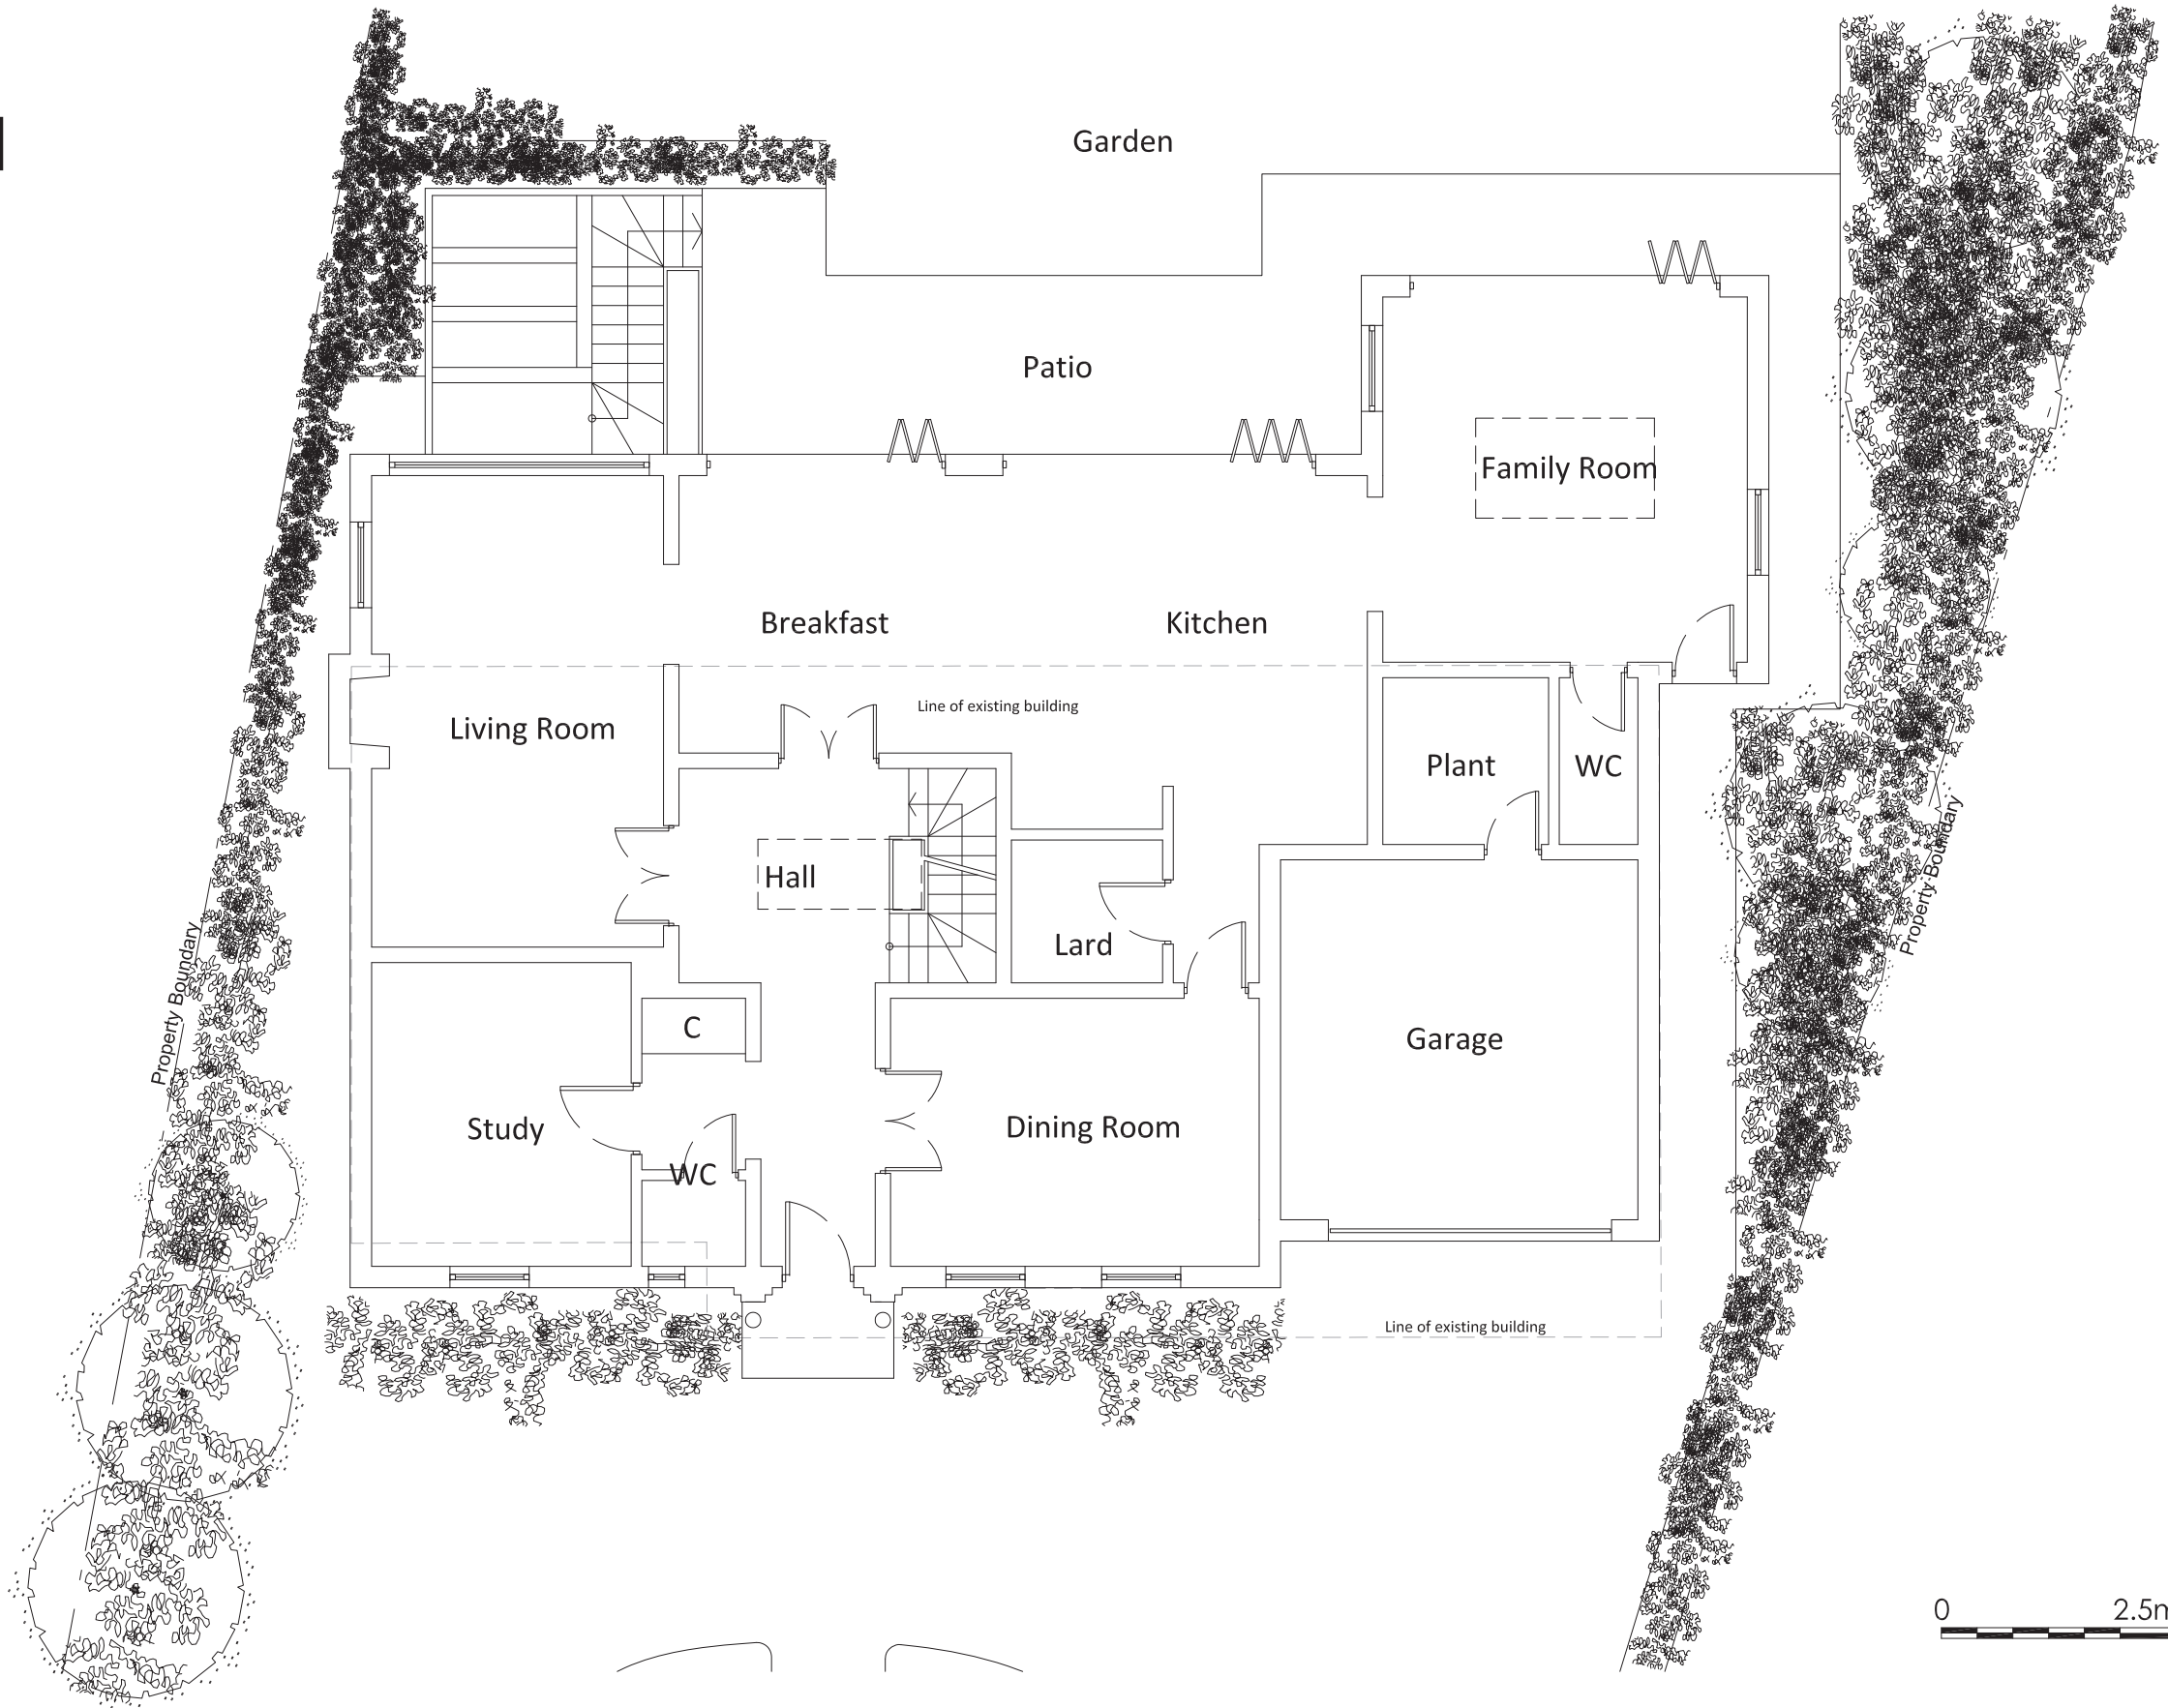 Garden
Patio
Family Room
Breakfast
Kitchen
Line of existing building
Living Room
Plant
WC
Hall
Lard
Property Boundary
Property Boundary
C
Garage
Study
Dining Room
WC
Line of existing building
0 2.5m